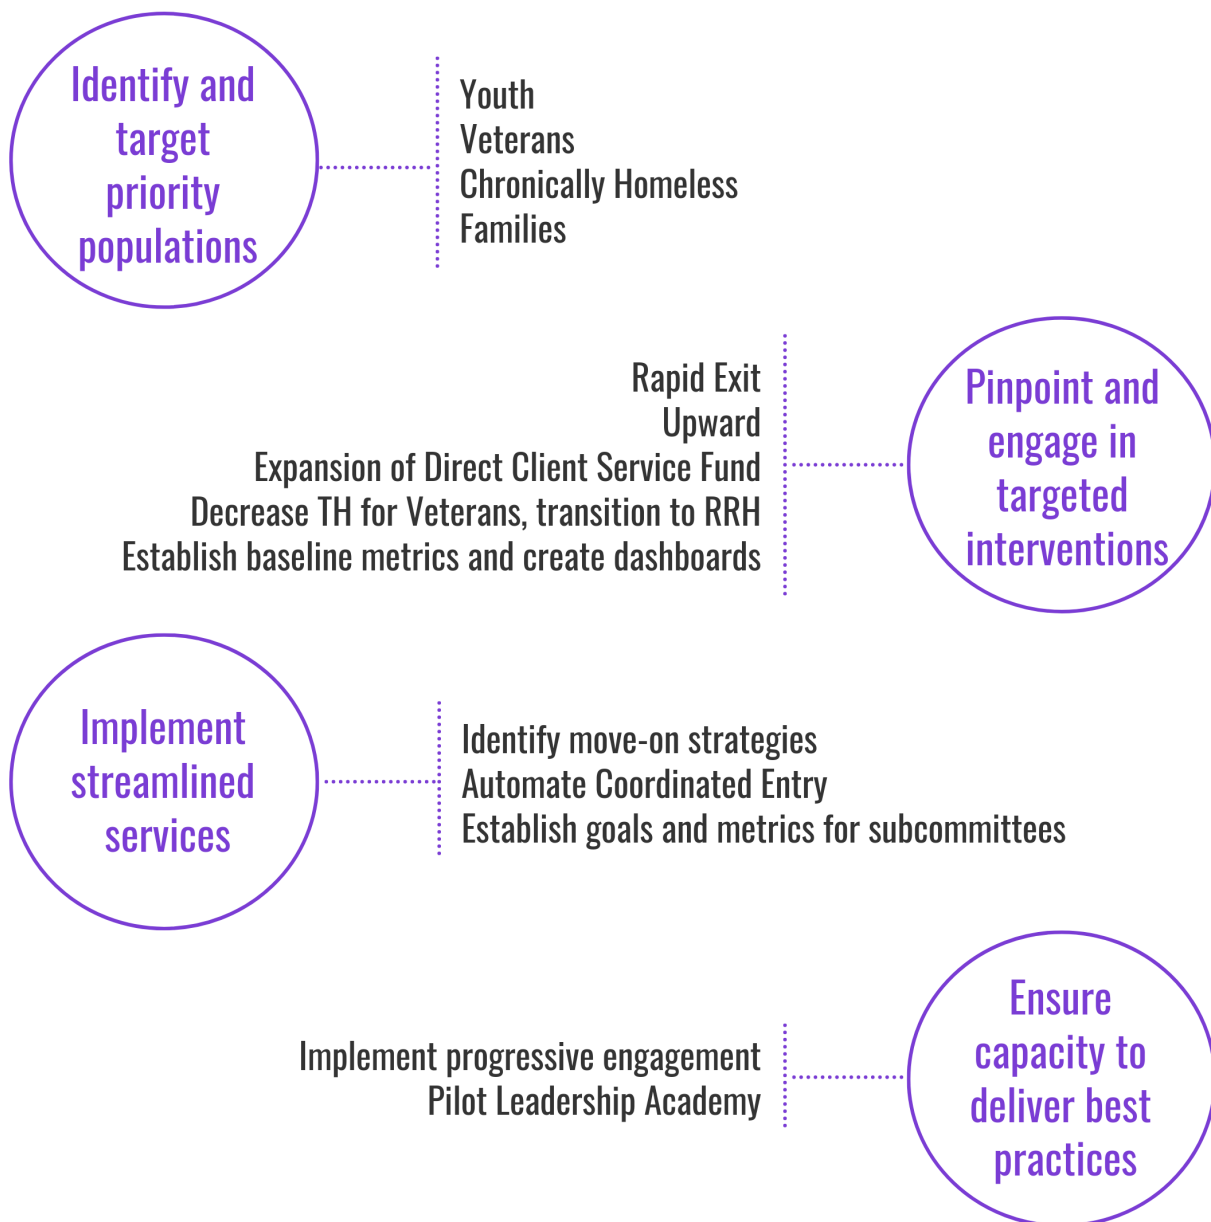 Identify and
target
priority
populations
Youth
Veterans
Chronically Homeless
Families
Rapid Exit
Upward
Expansion of Direct Client Service Fund
Decrease TH for Veterans, transition to RRH
Establish baseline metrics and create dashboards
Pinpoint and
engage in
targeted
interventions
Implement
streamlined
services
Identify move-on strategies
Automate Coordinated Entry
Establish goals and metrics for subcommittees
Implement progressive engagement
Pilot Leadership Academy
Ensure
capacity to
deliver best
practices